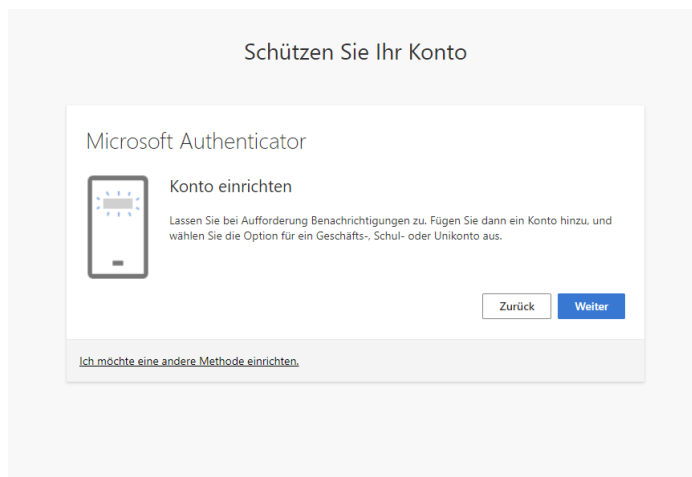 Schützen Sie Ihr Konto
Microsoft Authenticator
Konto einrichten
Lassen Sie bei Aufforderung Benachrichtigungen zu. Fügen Sie dann ein Konto hinzu, und
wählen Sie die Option für ein Geschäfts-, Schul- oder Unikonto aus.
Zurück
Weiter
Ich möchte eine andere Methode einrichten.